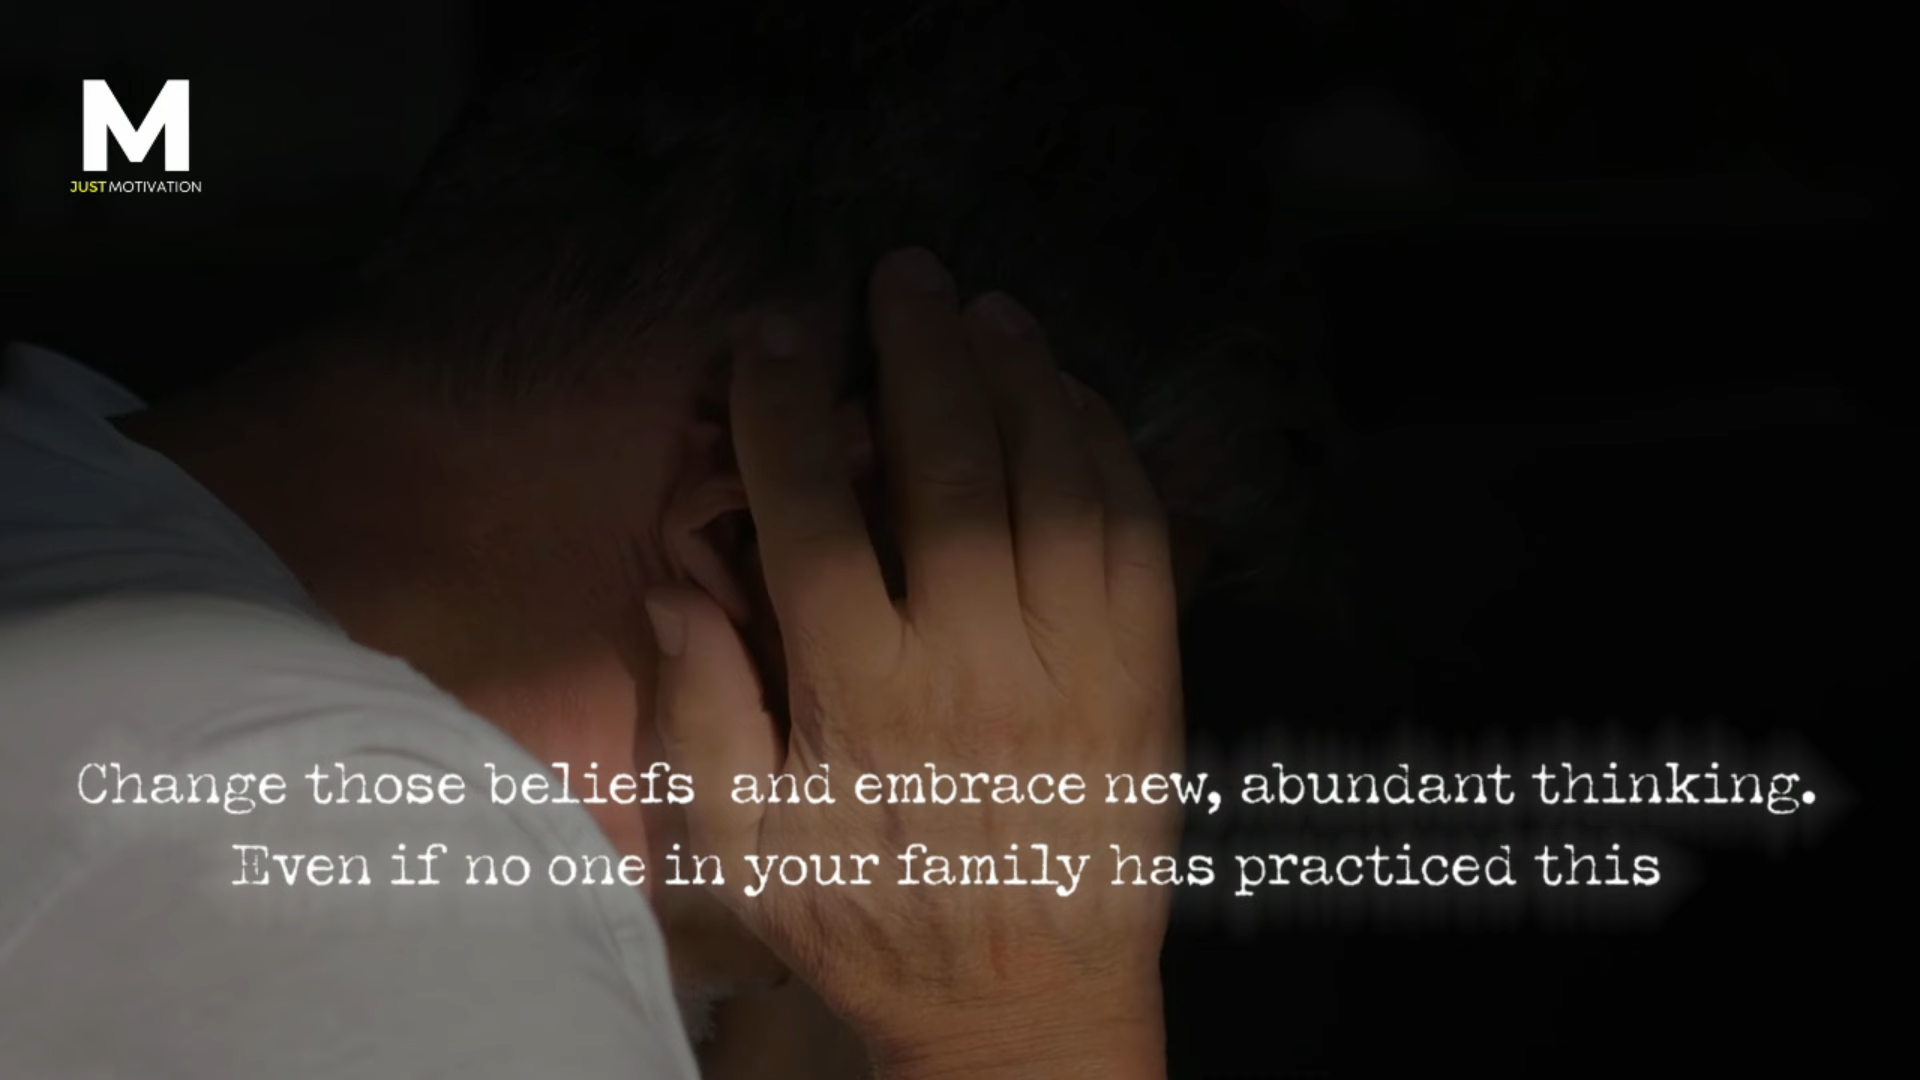 M
JUST MOTIVATION
Change those beliefs and embrace new, abundant thinking.
Even if no one in your family has practiced this